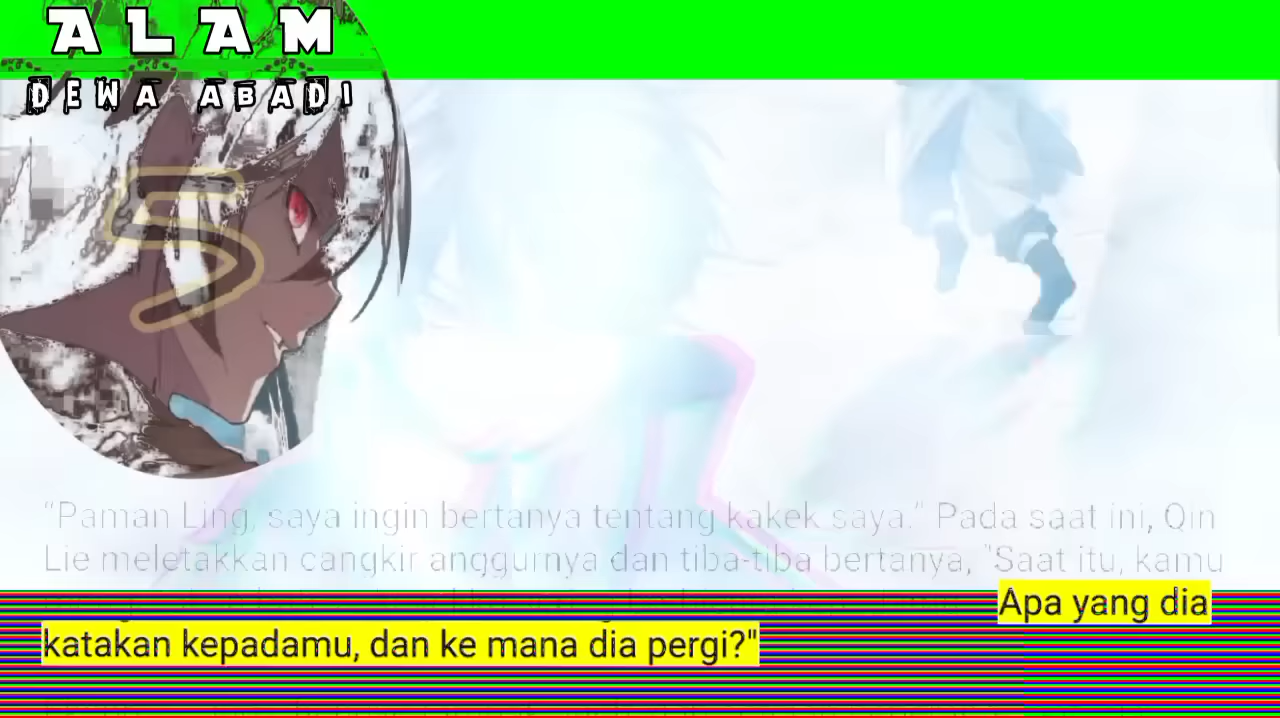 ALAM
DEWA ABADI
5
“Paman Ling, saya ingin bertanya tentang kakek saya.” Pada saat ini, Qin
Lie meletakkan cangkir anggurnya dan tiba-tiba bertanya, "Saat itu, kamu
Apa yang dia
katakan kepadamu, dan ke mana dia pergi?"